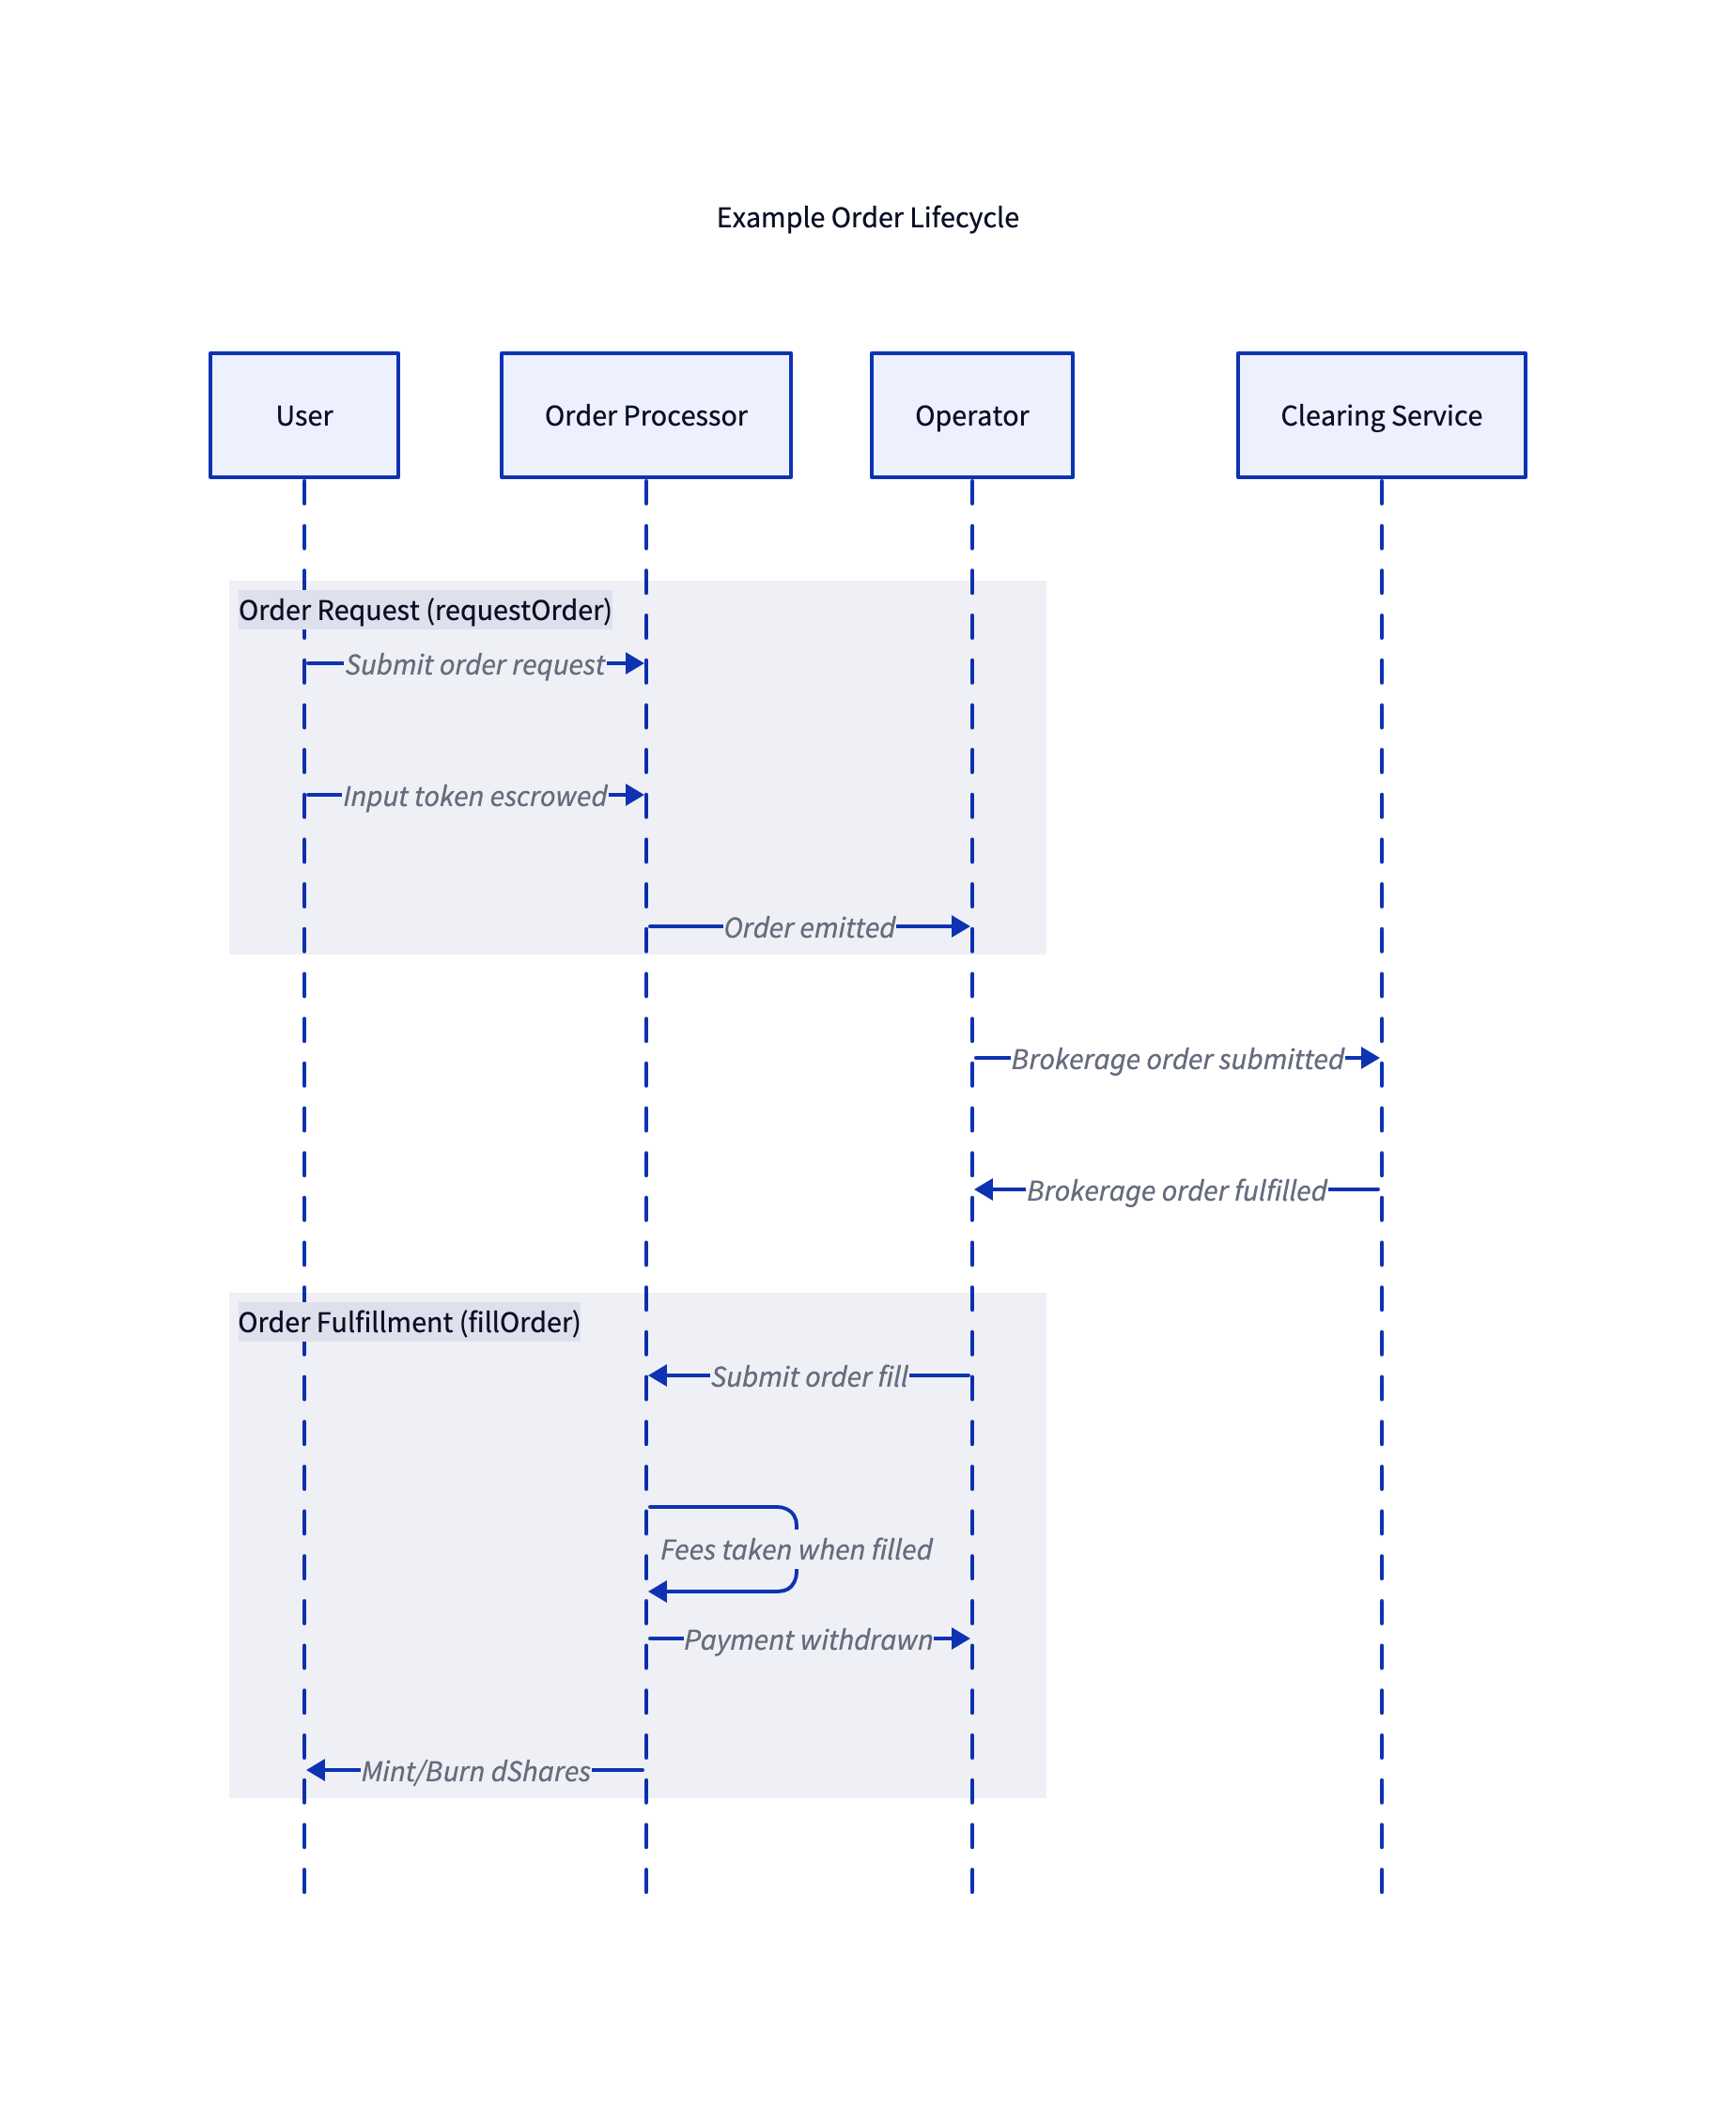 Example Order Lifecycle
User
Order Processor
Operator
Clearing Service
Order Request (requestOrder)
Submit order request
Input token escrowed
Order emitted
Brokerage order submitted
Brokerage order fulfilled
Order Fulfillment (fillOrder)
Submit order fill
Fees taken when filled
Payment withdrawn
Mint/Burn dShares